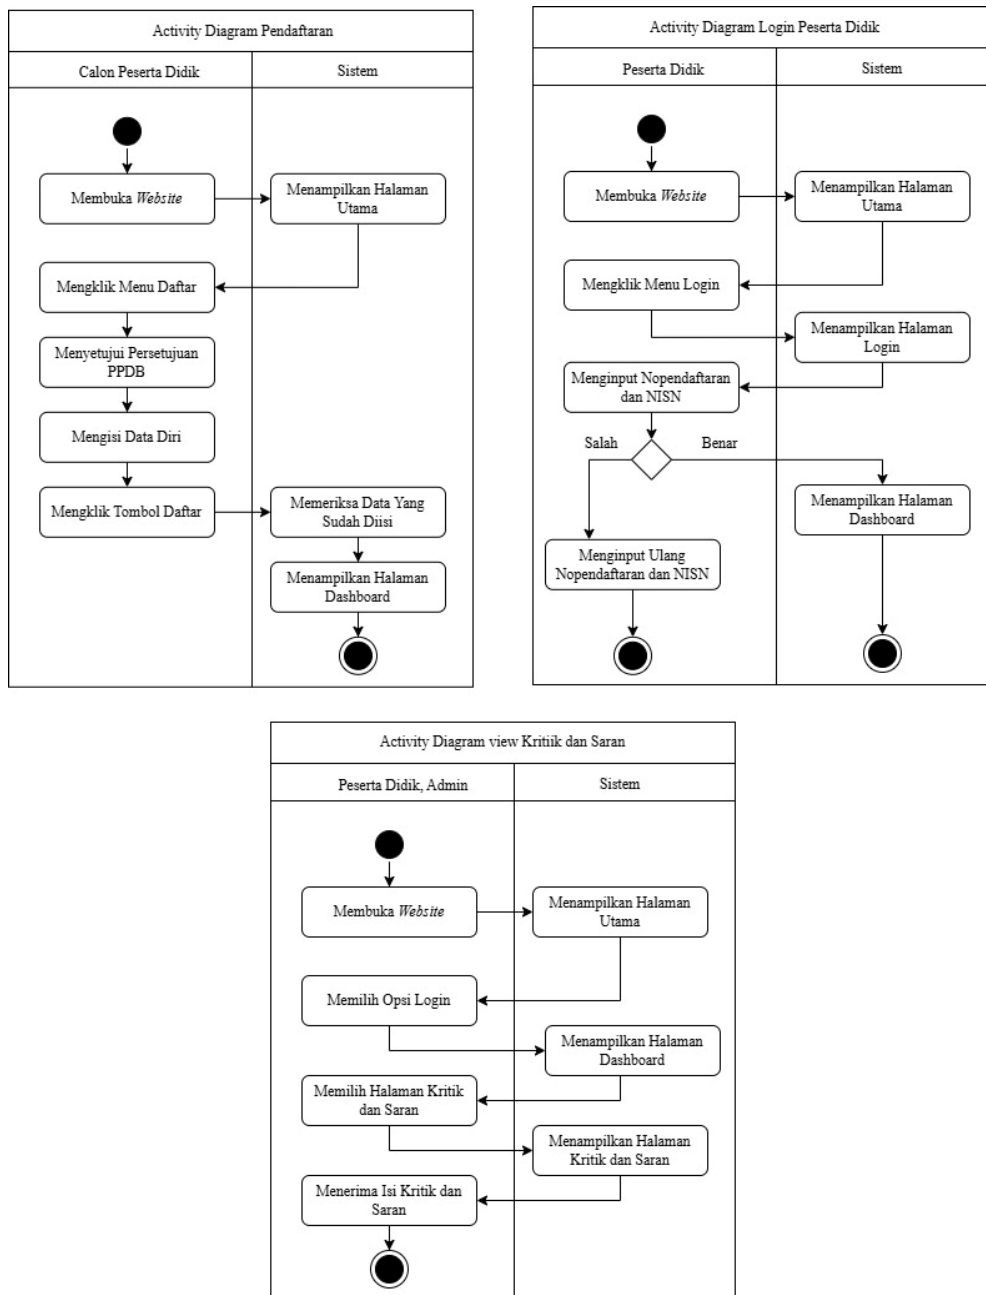 Activity Diagram Pendaftaran
Calon Peserta Didik
Sistem
Membuka Website
Menampilkan Halaman
Utama
Mengklik Menu Daftar
Menyetujui Persetujuan
PPDB
Mengisi Data Diri
Mengklik Tombol Daftar
Memeriksa Data Yang
Sudah Diisi
Menampilkan Halaman
Dashboard
Activity Diagram Login Peserta Didik
Peserta Didik
Sistem
Membuka Website
Menampilkan Halaman
Utama
Mengklik Menu Login
Menampilkan Halaman
Login
Menginput Nopendaftaran
dan NISN
Salah
Benar
Menampilkan Halaman
Dashboard
Menginput Ulang
Nopendaftaran dan NISN
Activity Diagram view Kritiik dan Saran
Peserta Didik, Admin
Sistem
Membuka Website
Menampilkan Halaman
Utama
Memilih Opsi Login
Menampilkan Halaman
Dashboard
Memilih Halaman Kritik
dan Saran
Menampilkan Halaman
Kritik dan Saran
Menerima Isi Kritik dan
Saran